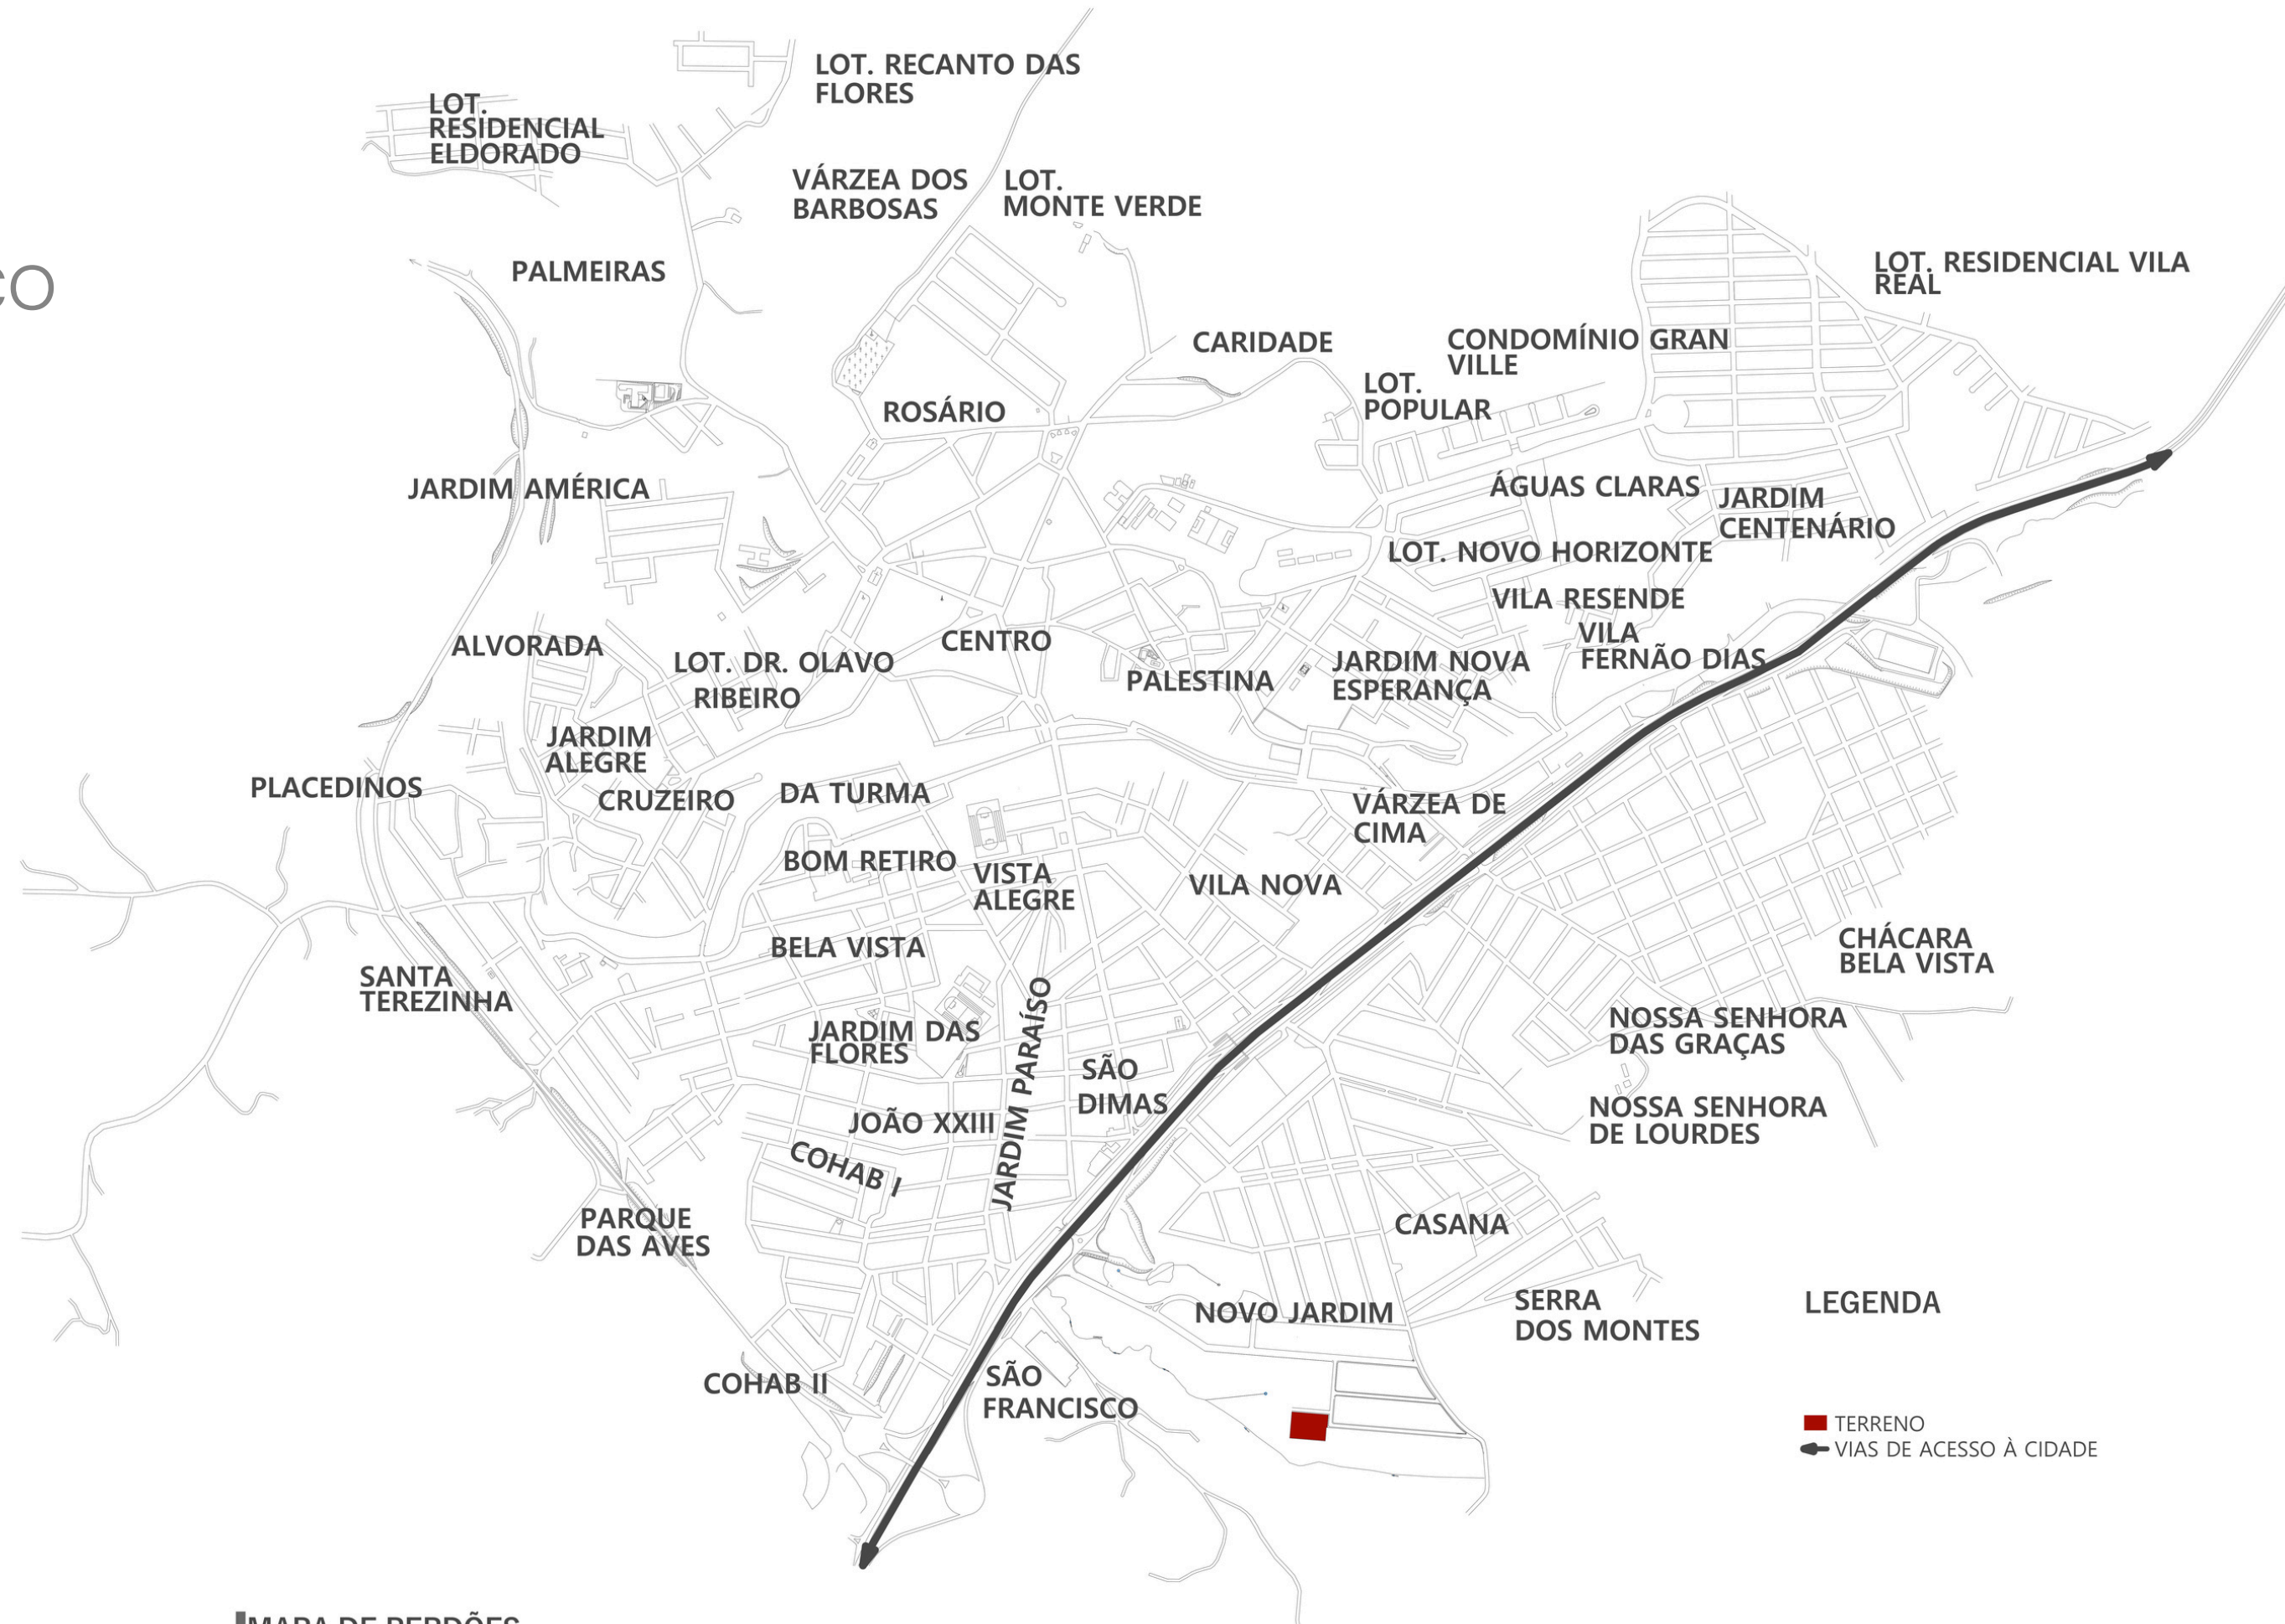 LOT. RECANTO DAS
FLORES
LOT.
RESIDENCIAL
ELDORADO
VÁRZEA DOS
BARBOSAS
LOT.
MONTE VERDE
CO
PALMEIRAS
LOT. RESIDENCIAL VILA
REAL
CARIDADE
CONDOMÍNIO GRAN
VILLE
LOT.
POPULAR
ROSÁRIO
JARDIM AMÉRICA
ÁGUAS CLARAS
JARDIM
CENTENÁRIO
LOT. NOVO HORIZONTE
VILA RESENDE
VILA
FERNÃO DIAS
ALVORADA
LOT. DR. OLAVO
RIBEIRO
CENTRO
PALESTINA
JARDIM NOVA
ESPERANÇA
JARDIM
ALEGRE
PLACEDINOS
CRUZEIRO
DA TURMA
VÁRZEA DE
CIMA
BOM RETIRO
VISTA
ALEGRE
VILA NOVA
BELA VISTA
CHÁCARA
BELA VISTA
SANTA
TEREZINHA
JARDIM DAS
FLORES
JARDIM PARAÍSO
NOSSA SENHORA
DAS GRAÇAS
SÃO
DIMAS
JOÃO XXIII
NOSSA SENHORA
DE LOURDES
COHAB I
PARQUE
DAS AVES
CASANA
NOVO JARDIM
SERRA
DOS MONTES
LEGENDA
COHAB II
SÃO
FRANCISCO
TERRENO
VIAS DE ACESSO À CIDADE
MAPA DE PERDÕES